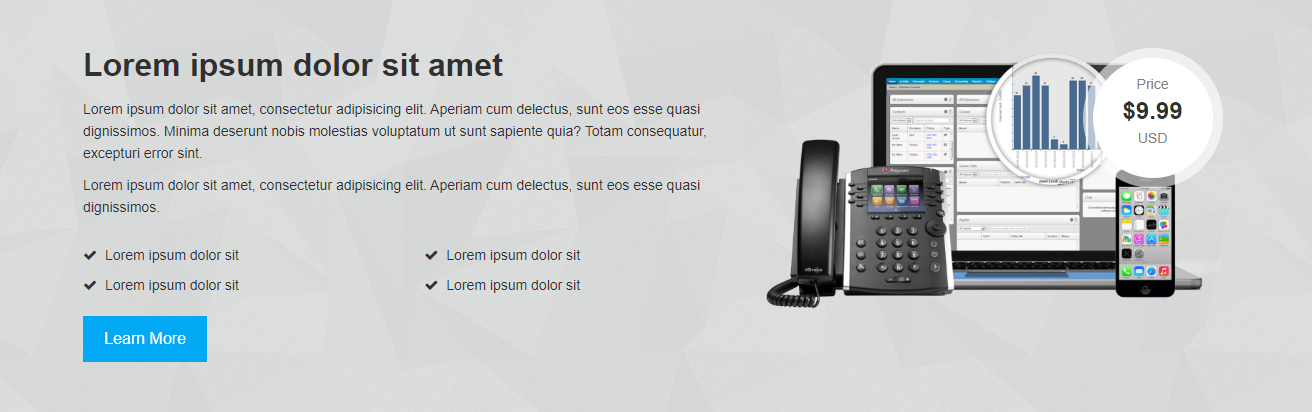 Lorem ipsum dolor sit amet
Lorem ipsum dolor sit amet, consectetur adipisicing elit. Aperiam cum delectus, sunt eos esse quasi
dignissimos. Minima deserunt nobis molestias voluptatum ut sunt sapiente quia? Totam consequatur,
excepturi error sint.
Lorem ipsum dolor sit amet, consectetur adipisicing elit. Aperiam cum delectus, sunt eos esse quasi
dignissimos.
Lorem ipsum dolor sit
Lorem ipsum dolor sit
Lorem ipsum dolor sit
Lorem ipsum dolor sit
Learn More
Price
$9.99
USD
Polycom